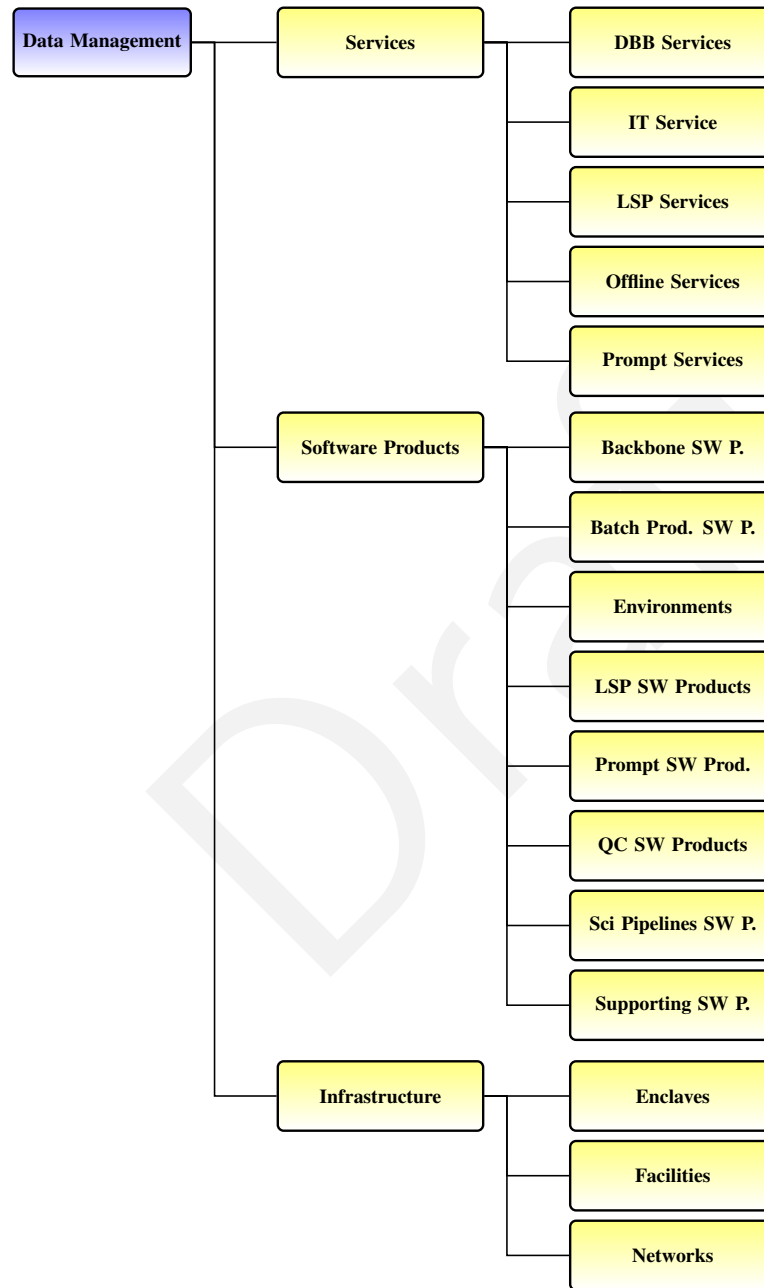 Data Management
Services
DBB Services
IT Service
LSP Services
Offline Services
Prompt Services
Software Products
Backbone SW P.
Batch Prod. SW P.
Environments
LSP SW Products
Prompt SW Prod.
QC SW Products
Sci Pipelines SW P.
Supporting SW P.
Infrastructure
Enclaves
Facilities
Networks
Draft